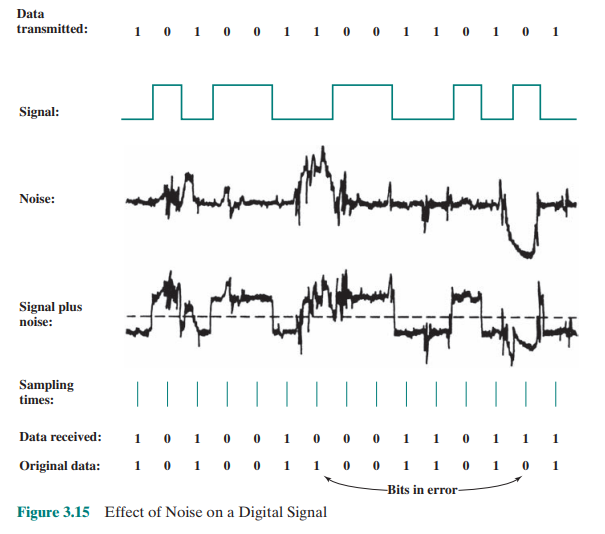 Data
transmitted: 1 0 1 0 0 1 1 0 0 1 1 0 1 0 1
Signal:
Noise:
Signal plus
noise:
Sampling
times:
Data received: 1 0 1 0 0 1 0 0 0 1 1 0 1 1 1
Original data: 1 0 1 0 0 1 1 0 0 1 1 0 1 0 1
Bits in error
Figure 3.15 Effect of Noise on a Digital Signal